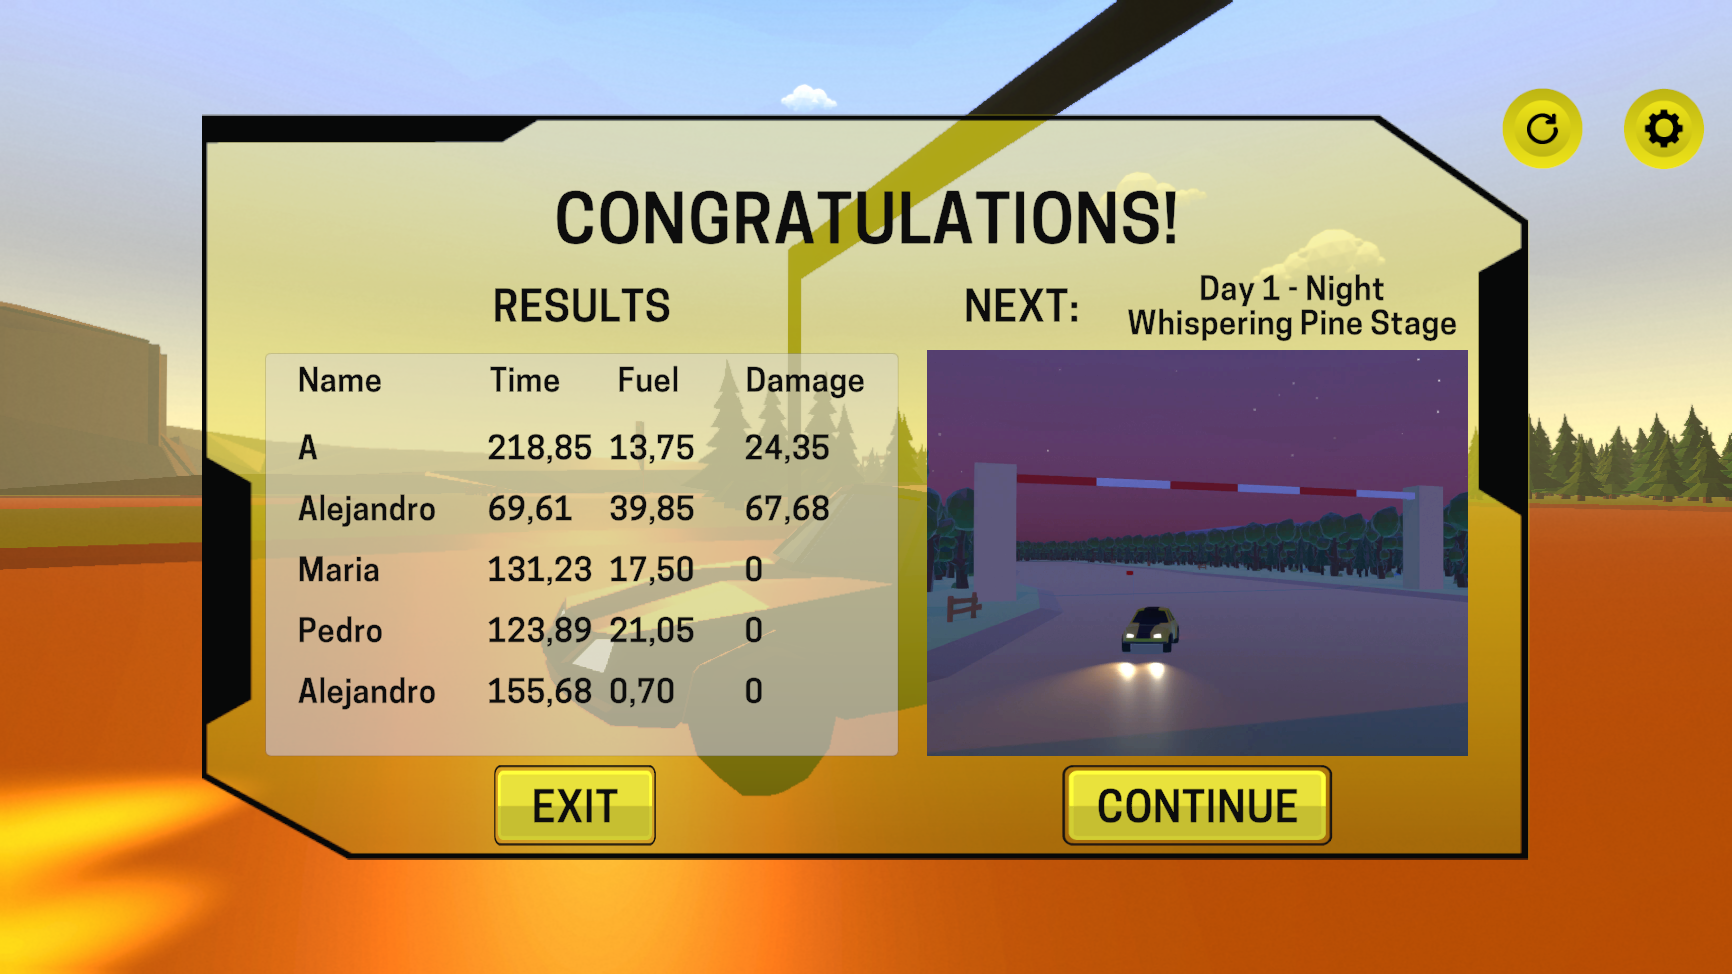 CONGRATULATIONS!
RESULTS
Name Time Fuel Damage
A 218,85 13,75 24,35
Alejandro 69,61 39,85 67,68
Maria 131,23 17,50 0
Pedro 123,89 21,05 0
Alejandro 155,68 0,70 0
EXIT
NEXT:
Day 1 - Night
Whispering Pine Stage
CONTINUE